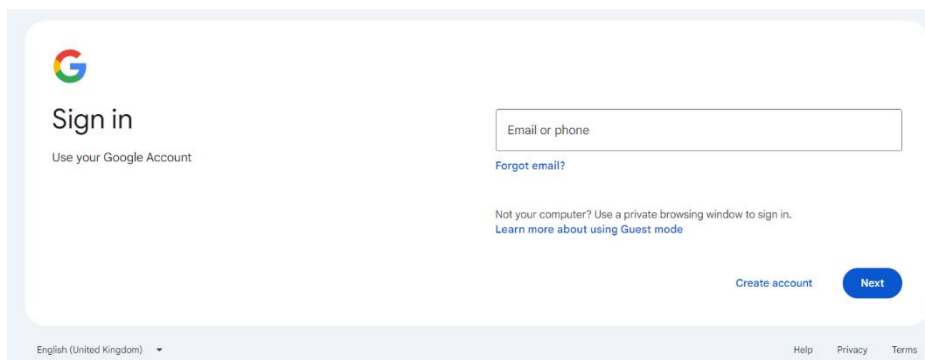 Sign in
Use your Google Account
Email or phone
Forgot email?
Not your computer? Use a private browsing window to sign in.
Learn more about using Guest mode
Create account
Next
English (United Kingdom)
Help
Privacy
Terms